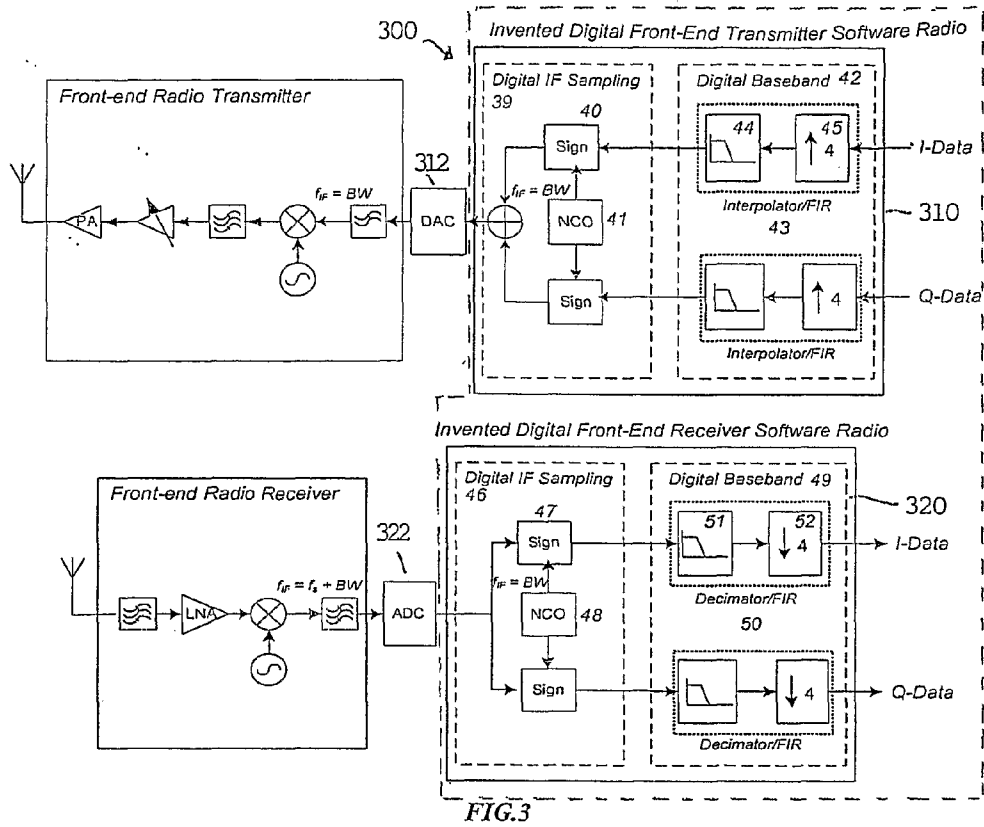 300
Invented Digital Front-End Transmitter Software Radio
Front-end Radio Transmitter
Digital IF Sampling
39
40
Sign
NCO
41
Sign
f_IF = BW
Digital Baseband 42
44
45
↑ 4
I-Data
Interpolator/FIR
43
↑ 4
Q-Data
Interpolator/FIR
310
312
DAC
f_IF = BW
PA
Invented Digital Front-End Receiver Software Radio
Front-end Radio Receiver
LNA
f_IF = f_s + BW
322
ADC
Digital IF Sampling
46
47
Sign
f_IF = BW
NCO
48
Sign
Digital Baseband 49
51
52
↓ 4
I-Data
Decimator/FIR
50
↓ 4
Q-Data
Decimator/FIR
320
FIG.3